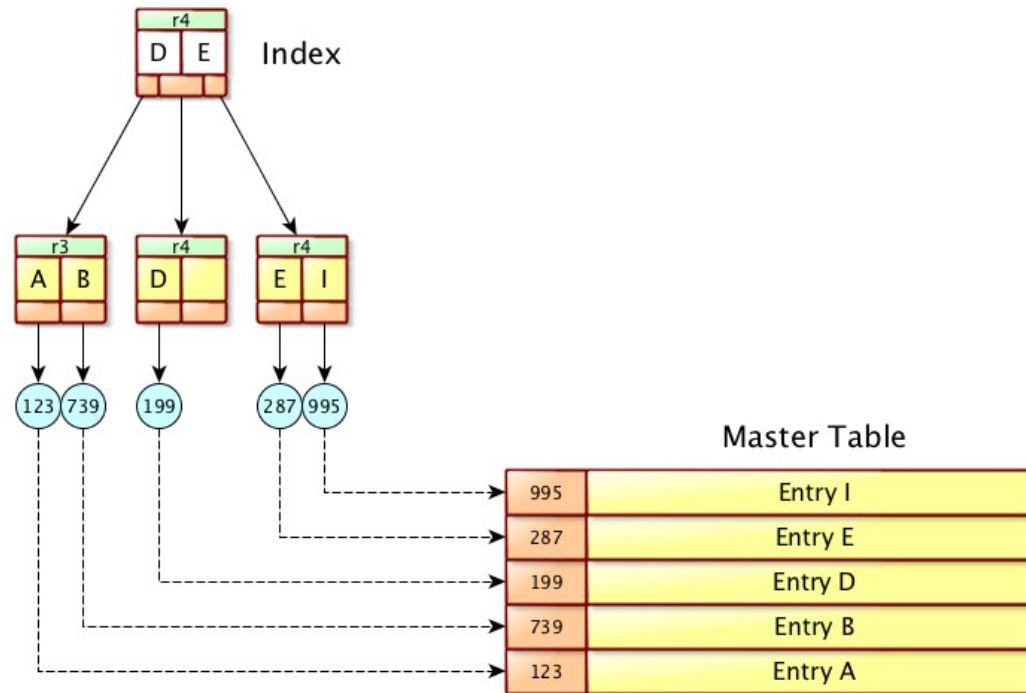 r4
D E
Index
r3
A B
r4
D
r4
E I
123 739 199 287 995
Master Table
995 Entry I
287 Entry E
199 Entry D
739 Entry B
123 Entry A